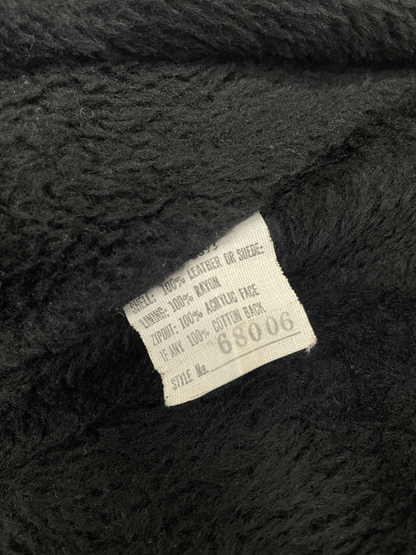 SHELL: 100% LEATHER OR SUEDE:
LINING: 100% RAYON
ZIPOUT: 100% ACRYLIC FACE
IF ANY 100% COTTON BACK
STYLE No. 68006